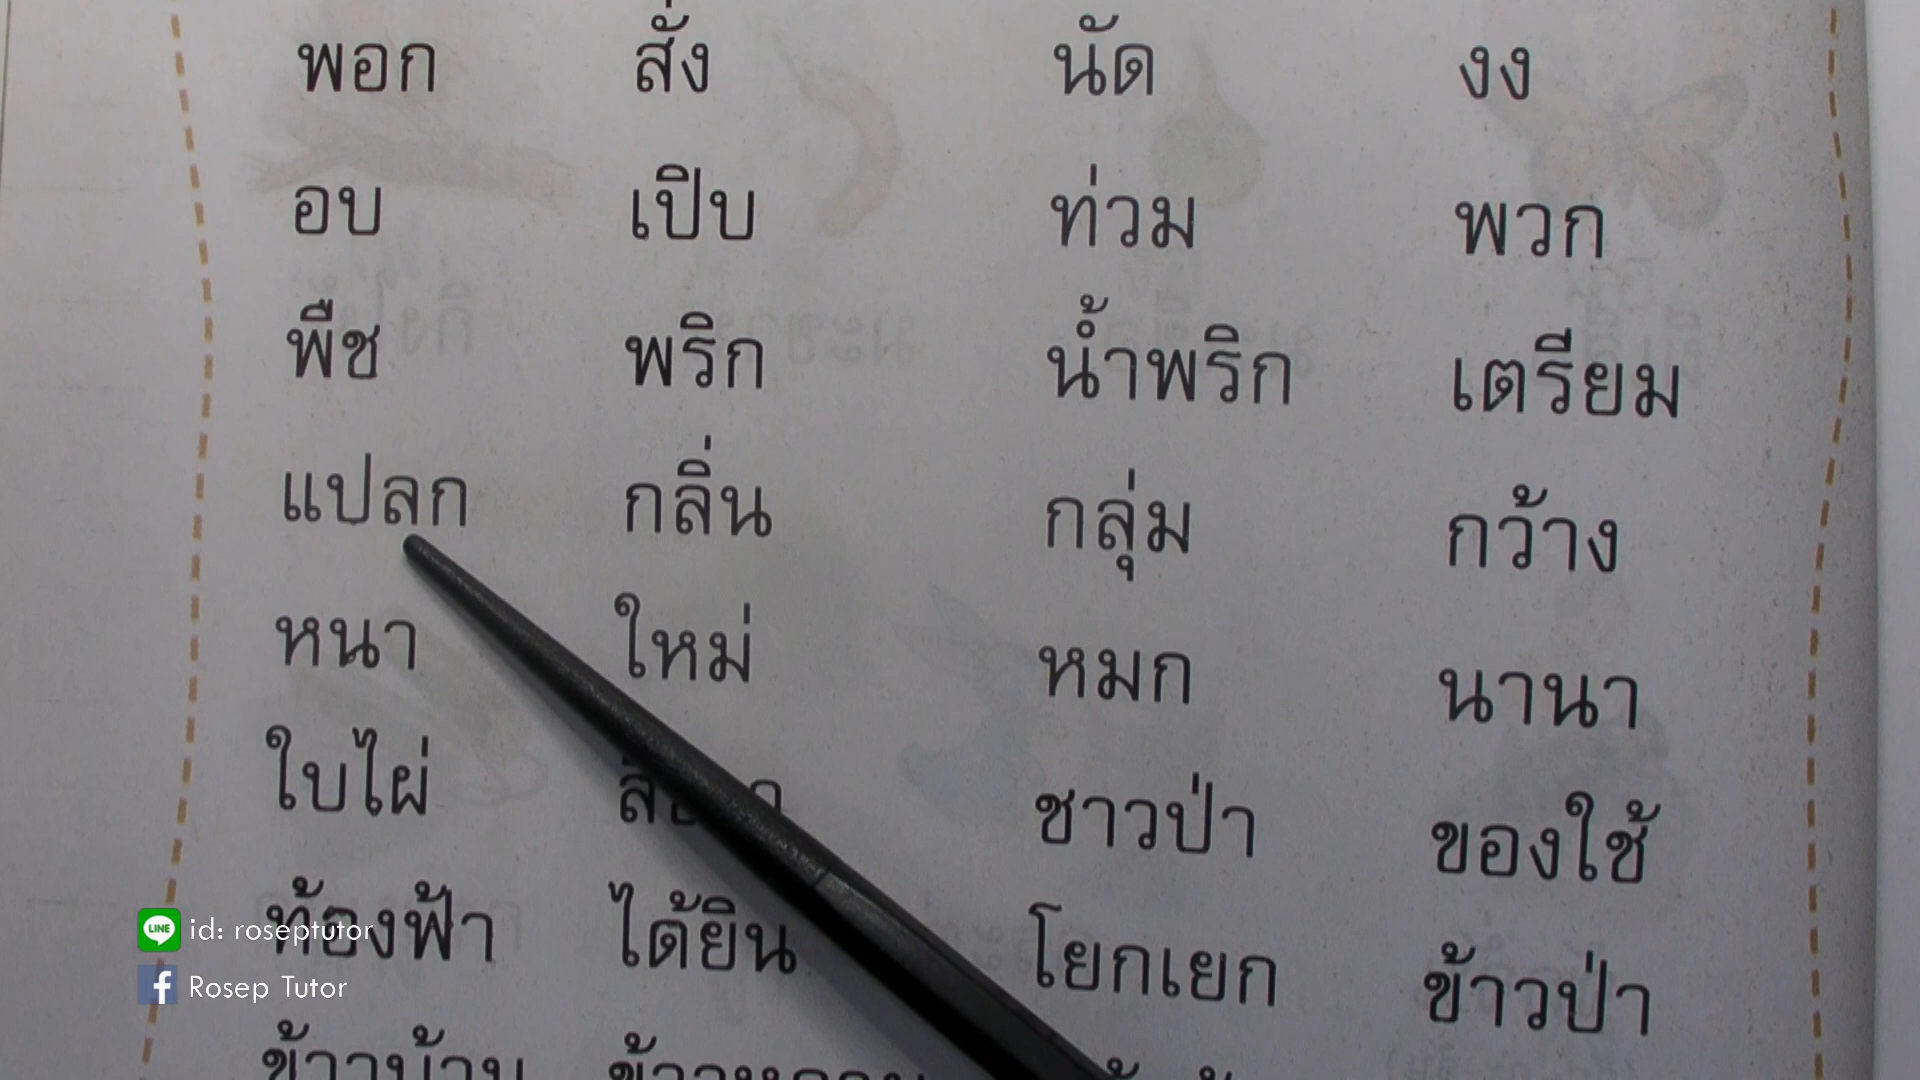 พอก สั่ง นัด งง
อบ เปิบ ท่วม พวก
พืช พริก น้ำพริก เตรียม
แปลก กลิ่น กลุ่ม กว้าง
หนา ใหม่ หมก นานา
ใบไผ่ ชาวป่า ของใช้
ท้องฟ้า ได้ยิน โยกเยก ข้าวป่า
LINE id: roseptutor
f Rosep Tutor